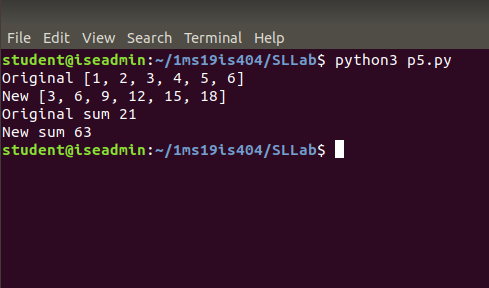 File Edit View Search Terminal Help
student@iseadmin:~/1ms19is404/SLLab$ python3 p5.py
Original [1, 2, 3, 4, 5, 6]
New [3, 6, 9, 12, 15, 18]
Original sum 21
New sum 63
student@iseadmin:~/1ms19is404/SLLab$